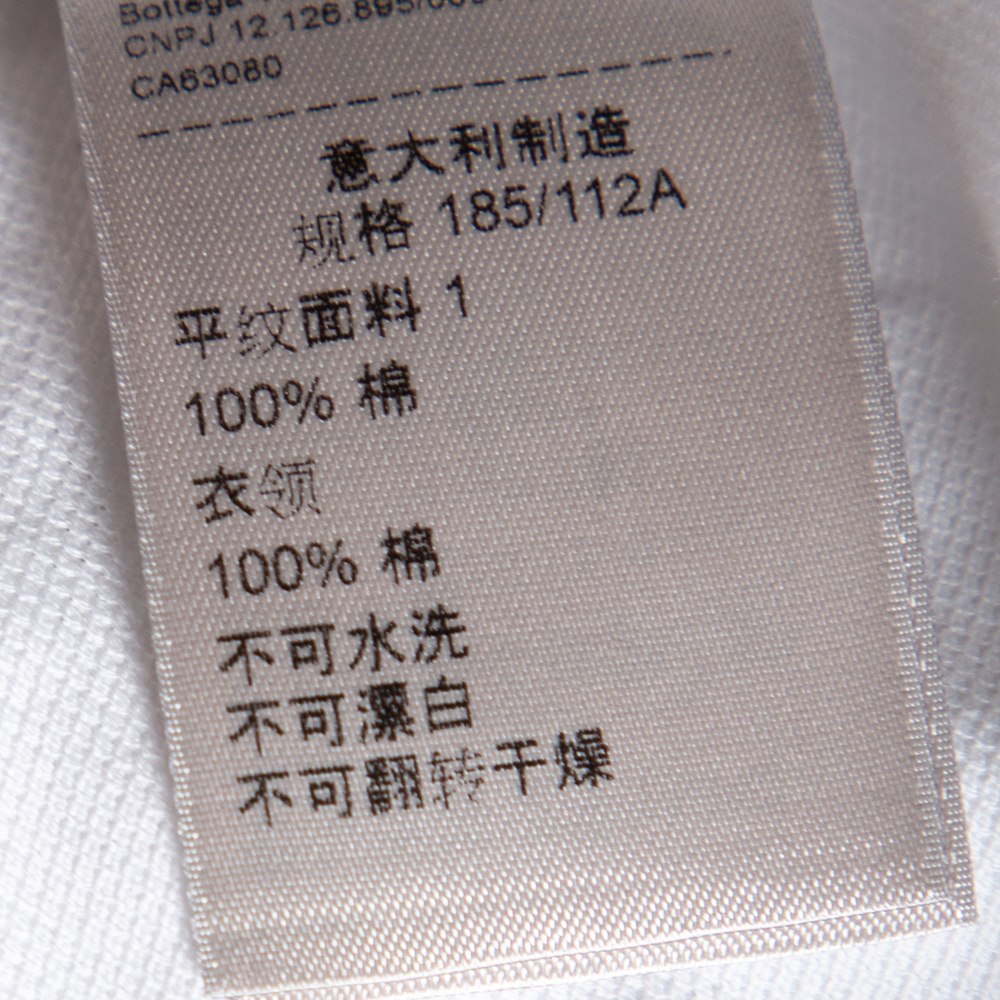 Bottega
CNPJ 12.126.895/00
CA63080
意大利制造
规格 185/112A
平纹面料 1
100% 棉
衣领
100% 棉
不可水洗
不可漂白
不可翻转干燥